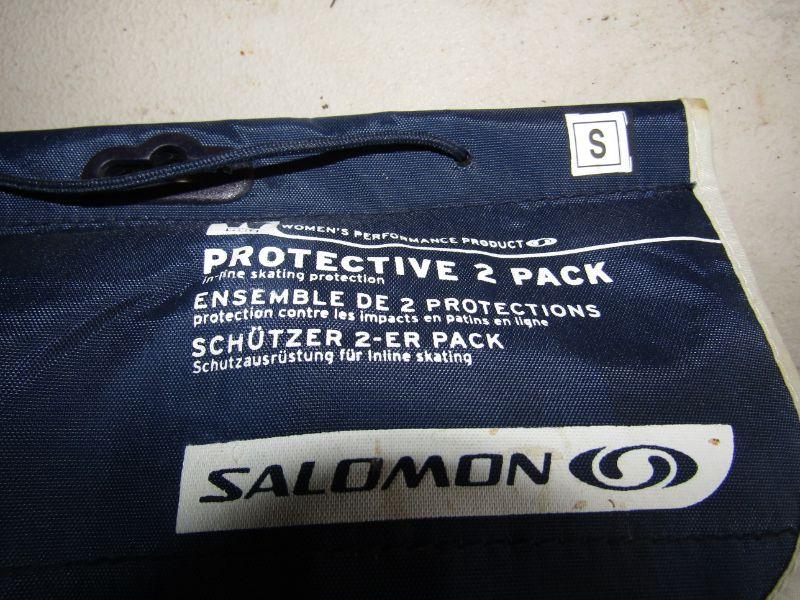 S
WOMEN'S PERFORMANCE PRODUCT
PROTECTIVE 2 PACK
in-line skating protection
ENSEMBLE DE 2 PROTECTIONS
protection contre les impacts en patins en ligne
SCHÜTZER 2-ER PACK
Schutzausrüstung für Inline skating
SALOMON